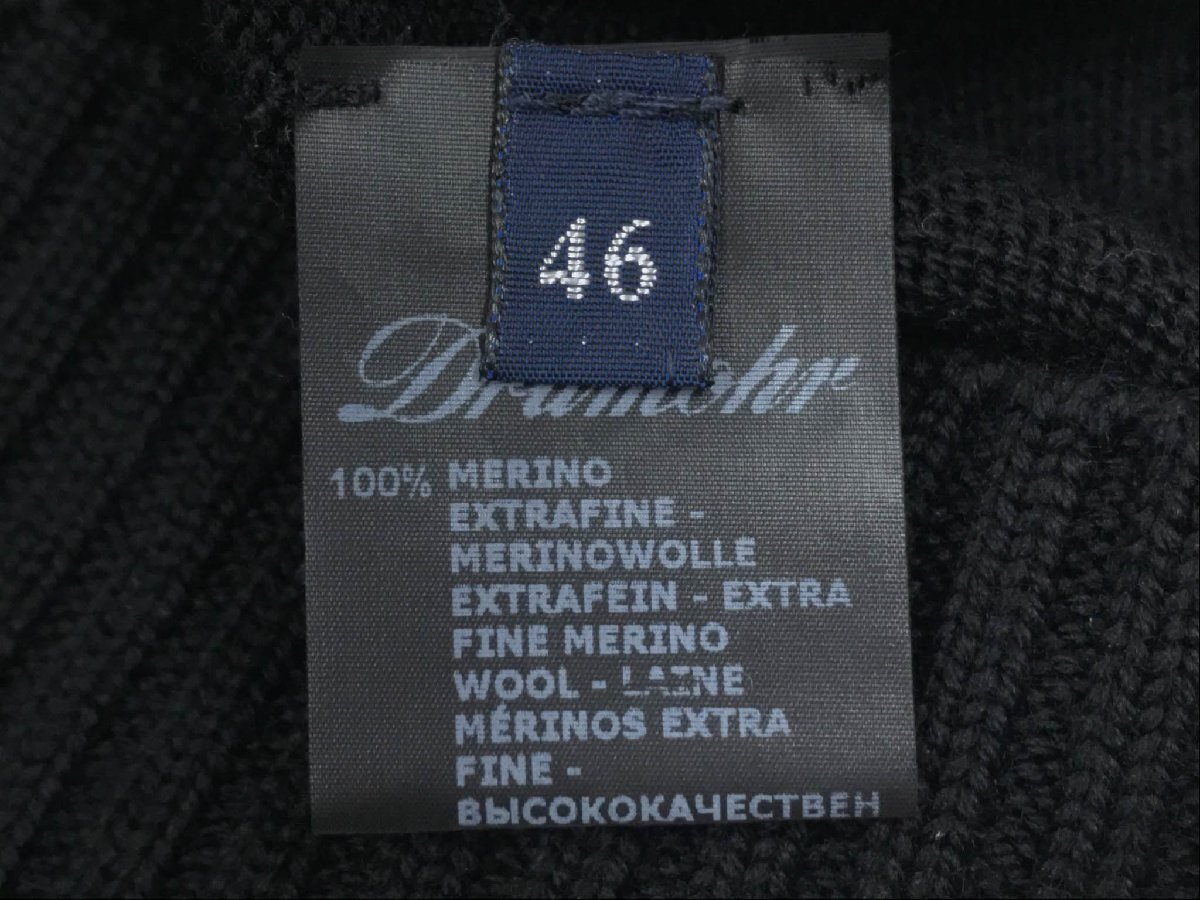 46
Drumohr
100% MERINO
EXTRAFINE -
MERINOWOLLE
EXTRAFEIN - EXTRA
FINE MERINO
WOOL - LAINE
MÉRINOS EXTRA
FINE -
ВЫСОКОКАЧЕСТВЕН